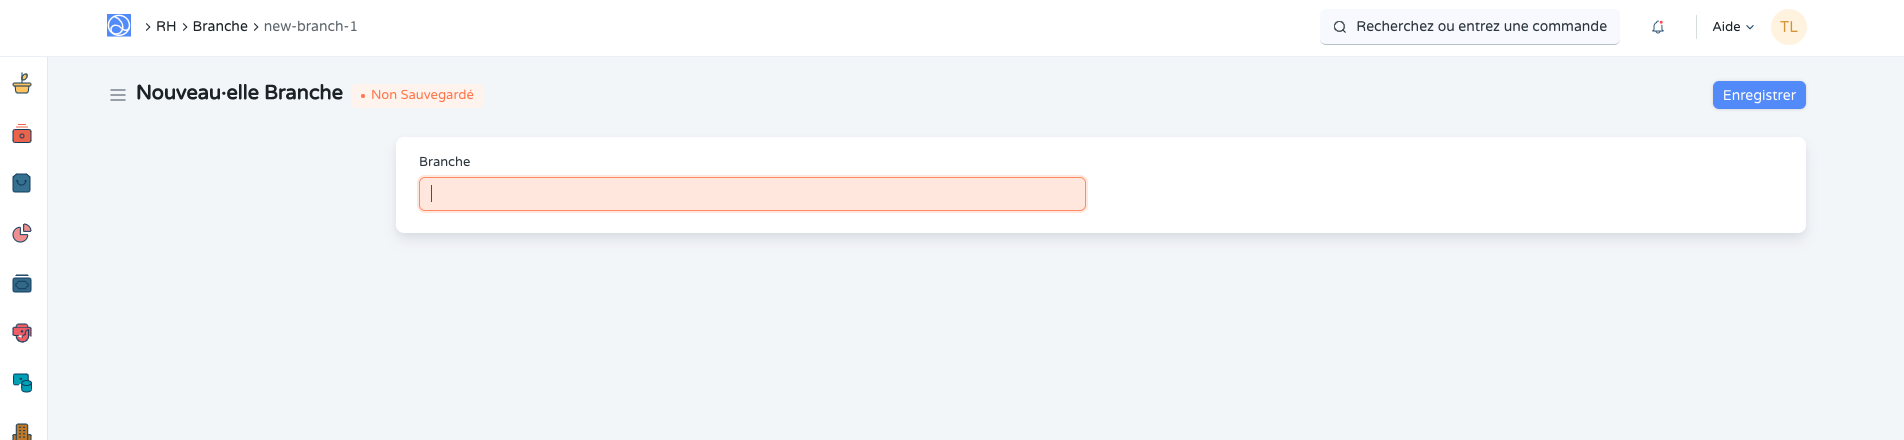 RH Branche new-branch-1
Recherchez ou entrez une commande
Aide
TL
Nouveau·elle Branche
Non Sauvegardé
Enregistrer
Branche